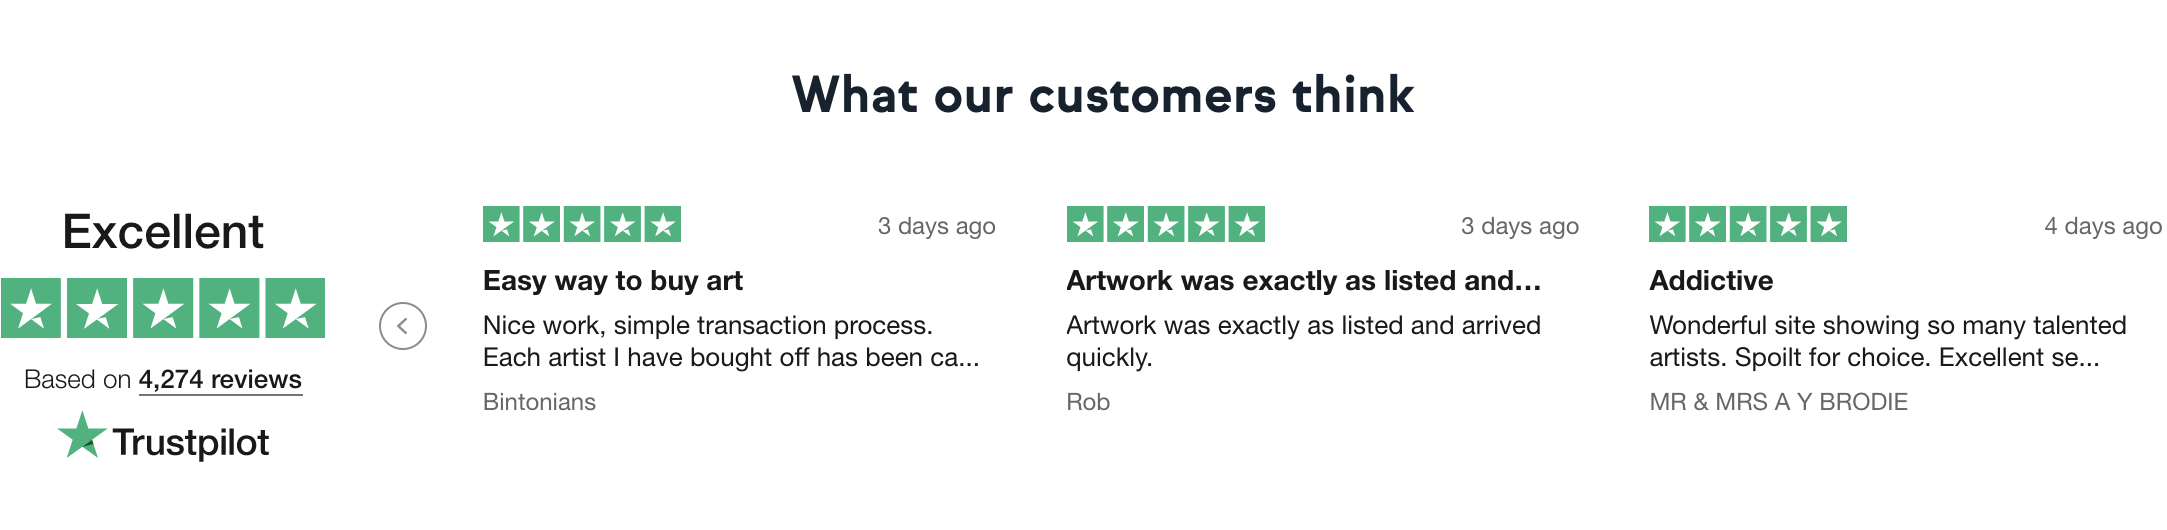 What our customers think
Excellent
Based on 4,274 reviews
Trustpilot
3 days ago
Easy way to buy art
Nice work, simple transaction process.
Each artist I have bought off has been ca...
Bintonians
3 days ago
Artwork was exactly as listed and...
Artwork was exactly as listed and arrived
quickly.
Rob
4 days ago
Addictive
Wonderful site showing so many talented
artists. Spoilt for choice. Excellent se...
MR & MRS A Y BRODIE